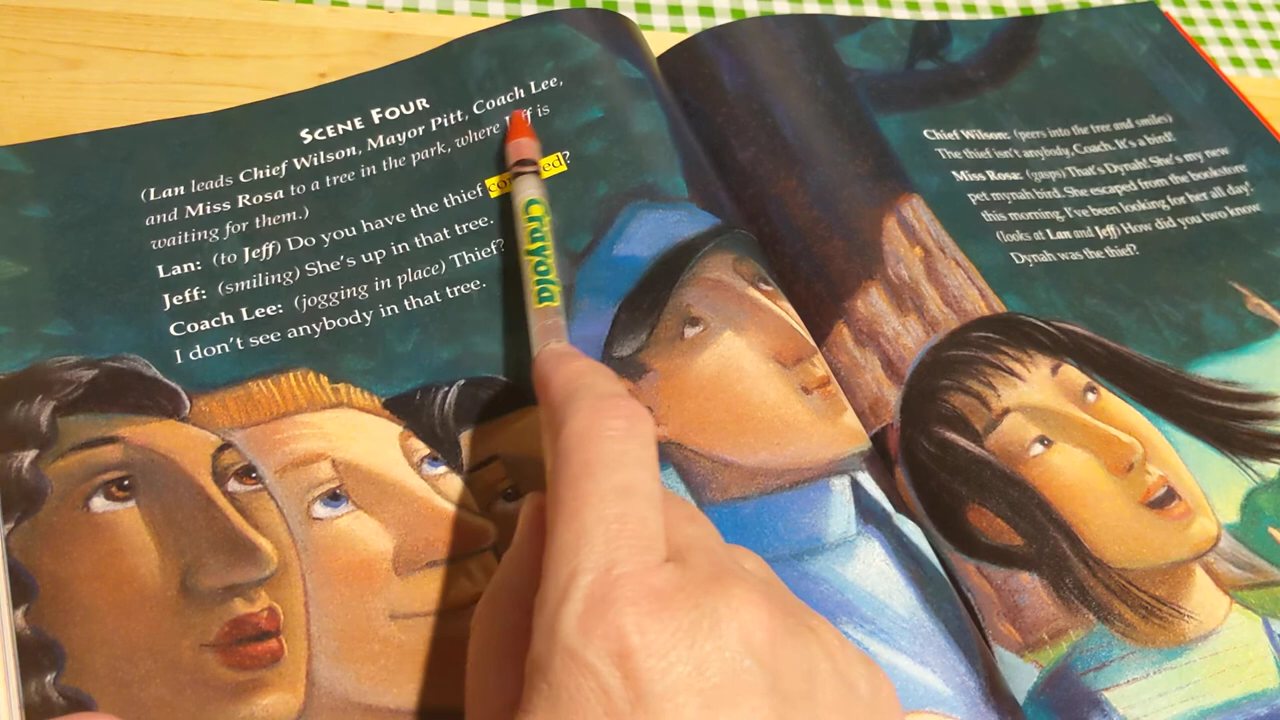 SCENE FOUR
(Lan leads Chief Wilson, Mayor Pitt, Coach Lee,
and Miss Rosa to a tree in the park, where Jeff is
waiting for them.)
Lan: (to Jeff) Do you have the thief
Jeff: (smiling) She's up in that tree.
Coach Lee: (jogging in place) Thief?
I don't see anybody in that tree.
Crayola
Chief Wilson: (peers into the tree and smiles)
The thief isn't anybody, Coach. It's a bird!
Miss Rosa: (gasps) That's Dynah! She's my new
pet mynah bird. She escaped from the bookstore
this morning. I've been looking for her all day!
(looks at Lan and Jeff) How did you two know
Dynah was the thief?